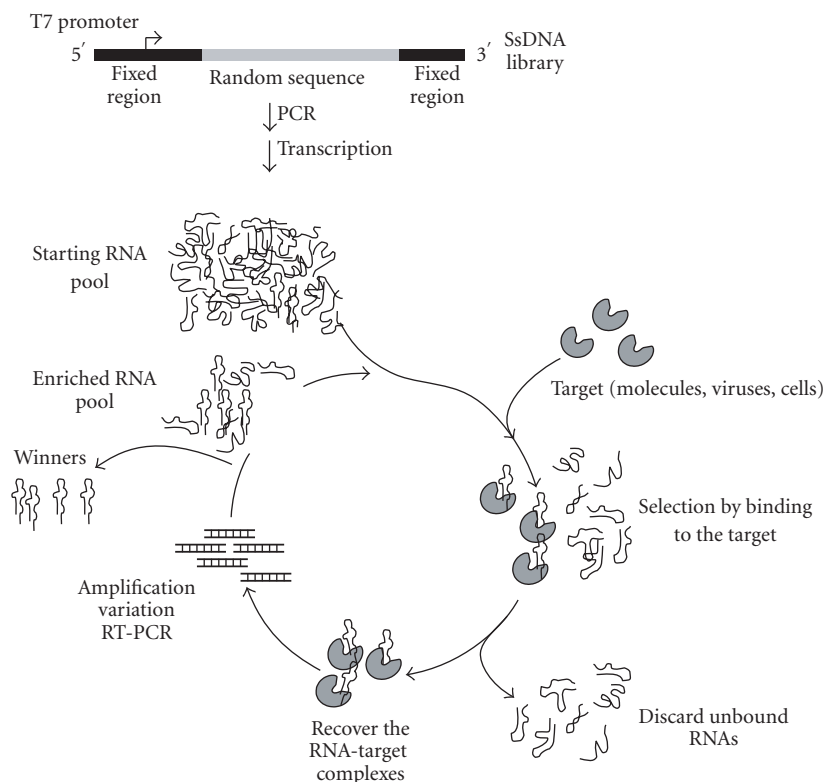 T7 promoter
5′
3′
SsDNA
library
Fixed
region
Random sequence
Fixed
region
PCR
Transcription
Starting RNA
pool
Enriched RNA
pool
Target (molecules, viruses, cells)
Winners
Selection by binding
to the target
Amplification
variation
RT-PCR
Recover the
RNA-target
complexes
Discard unbound
RNAs